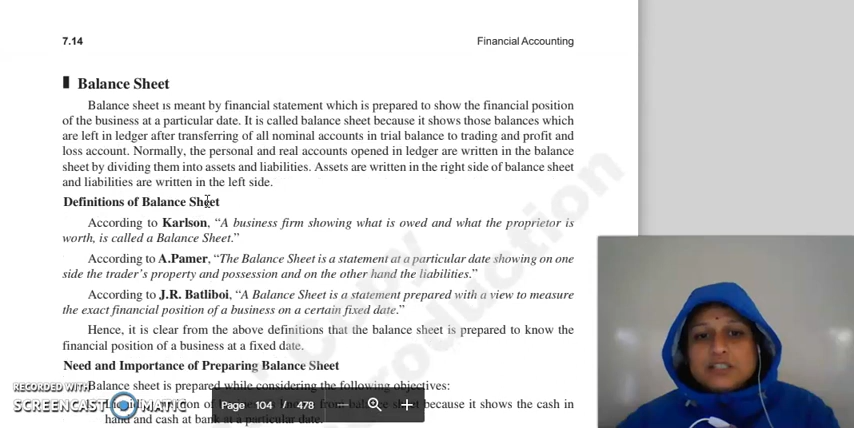 7.14 Financial Accounting
Balance Sheet
Balance sheet is meant by financial statement which is prepared to show the financial position
of the business at a particular date. It is called balance sheet because it shows those balances which
are left in ledger after transferring of all nominal accounts in trial balance to trading and profit and
loss account. Normally, the personal and real accounts opened in ledger are written in the balance
sheet by dividing them into assets and liabilities. Assets are written in the right side of balance sheet
and liabilities are written in the left side.
Definitions of Balance Sheet
According to Karlson, “A business firm showing what is owed and what the proprietor is
worth, is called a Balance Sheet.”
According to A.Pamer, “The Balance Sheet is a statement at a particular date showing on one
side the trader's property and possession and on the other hand the liabilities.”
According to J.R. Batliboi, “A Balance Sheet is a statement prepared with a view to measure
the exact financial position of a business on a certain fixed date.”
Hence, it is clear from the above definitions that the balance sheet is prepared to know the
financial position of a business at a fixed date.
Need and Importance of Preparing Balance Sheet
Balance sheet is prepared while considering the following objectives:
of because it shows the cash in
hand and cash at bank at a particular date.
RECORDED WITH
SCREENCAST MATIC
Page 104 / 478
Copy
production